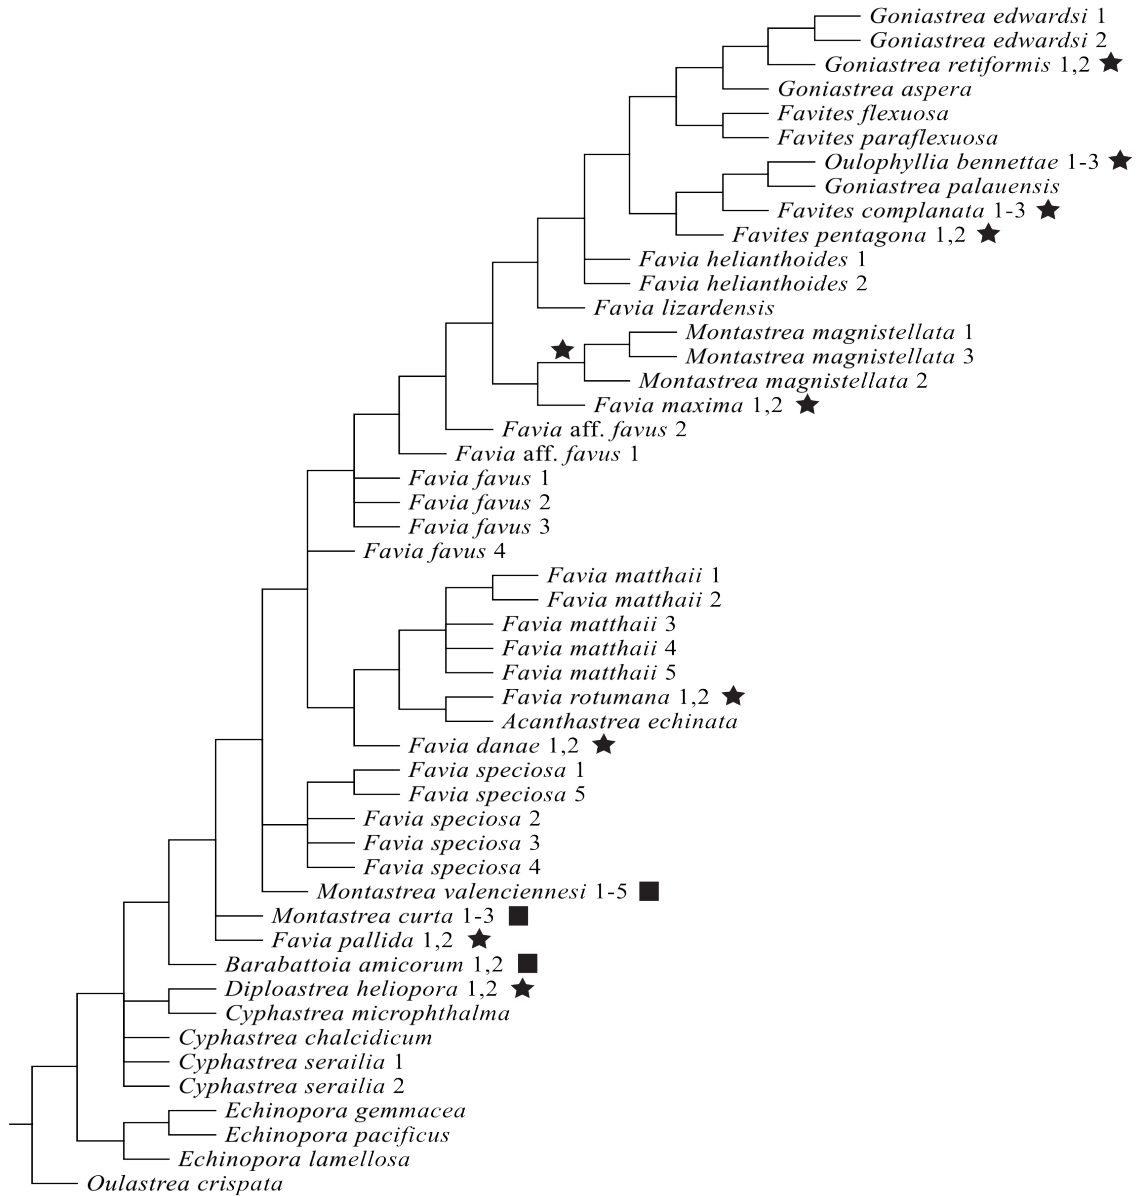 Goniastrea edwardsi 1
Goniastrea edwardsi 2
Goniastrea retiformis 1,2
Goniastrea aspera
Favites flexuosa
Favites paraflexuosa
Oulophyllia bennettae 1-3
Goniastrea palauensis
Favites complanata 1-3
Favites pentagona 1,2
Favia helianthoides 1
Favia helianthoides 2
Favia lizardensis
Montastrea magnistellata 1
Montastrea magnistellata 3
Montastrea magnistellata 2
Favia maxima 1,2
Favia aff. favus 2
Favia aff. favus 1
Favia favus 1
Favia favus 2
Favia favus 3
Favia favus 4
Favia matthaii 1
Favia matthaii 2
Favia matthaii 3
Favia matthaii 4
Favia matthaii 5
Favia rotumana 1,2
Acanthastrea echinata
Favia danae 1,2
Favia speciosa 1
Favia speciosa 5
Favia speciosa 2
Favia speciosa 3
Favia speciosa 4
Montastrea valenciennesi 1-5
Montastrea curta 1-3
Favia pallida 1,2
Barabattoia amicorum 1,2
Diploastrea heliopora 1,2
Cyphastrea microphthalma
Cyphastrea chalcidicum
Cyphastrea serailia 1
Cyphastrea serailia 2
Echinopora gemmacea
Echinopora pacificus
Echinopora lamellosa
Oulastrea crispata